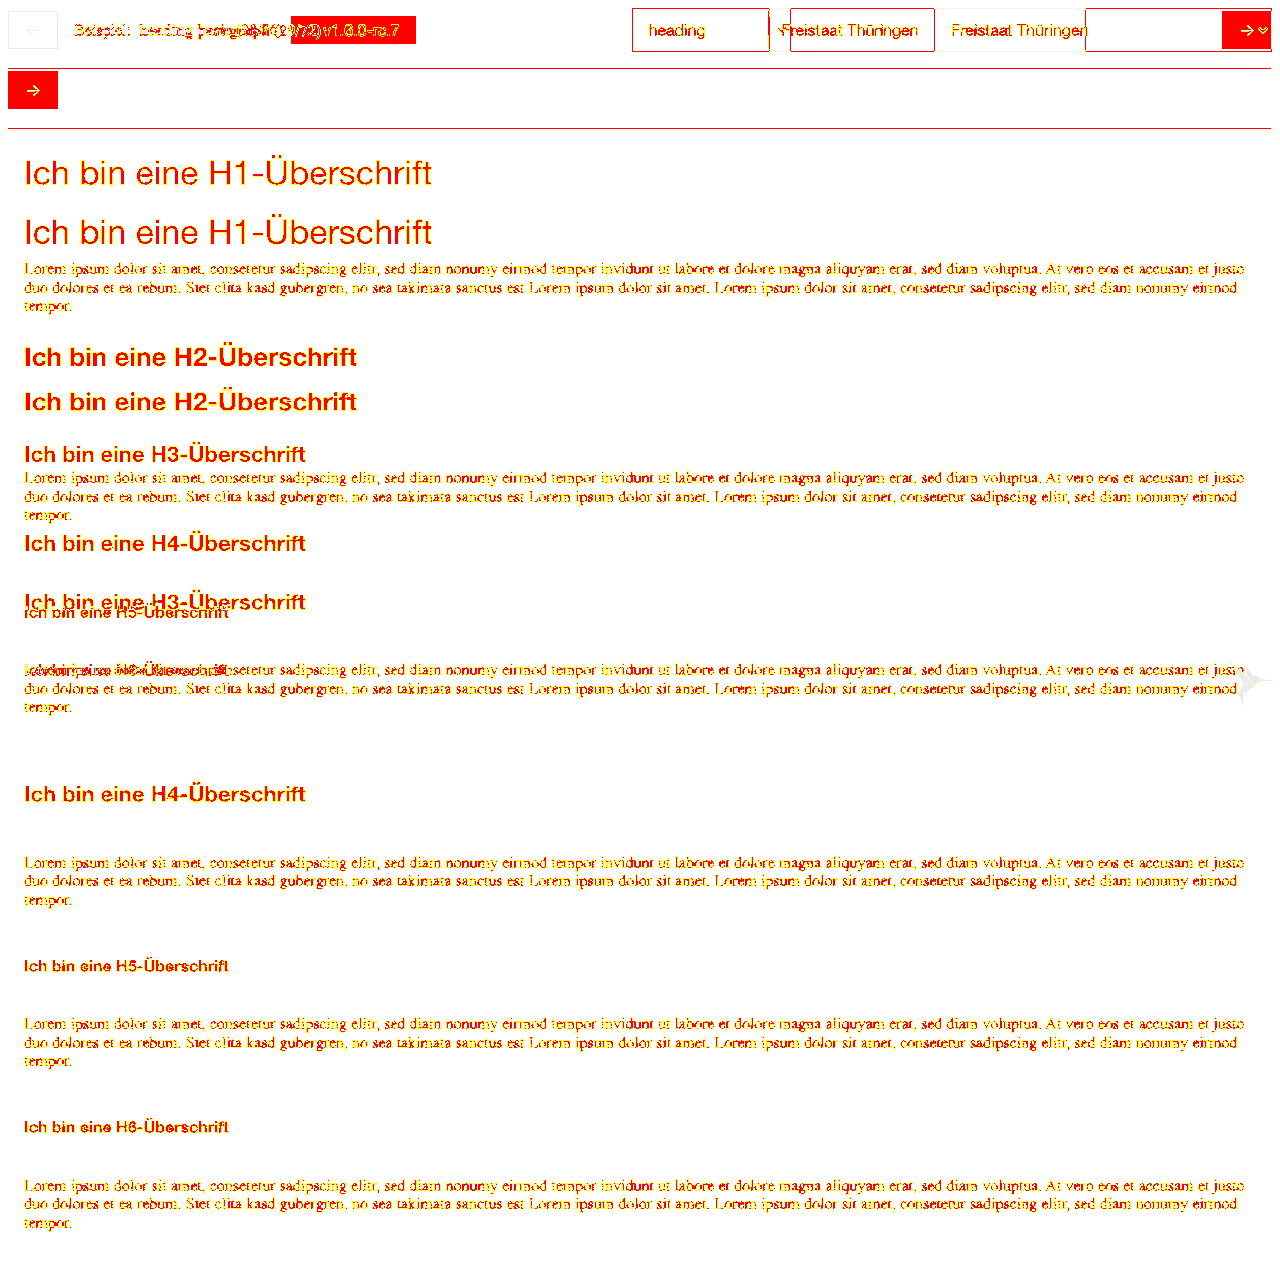 heading
Freistaat Thüringen
Freistaat Thüringen
Ich bin eine H1-Überschrift
Ich bin eine H1-Überschrift
Lorem ipsum dolor sit amet, consetetur sadipscing elitr, sed diam nonumy eirmod tempor invidunt ut labore et dolore magna aliquyam erat, sed diam voluptua. At vero eos et accusam et justo
duo dolores et ea rebum. Stet clita kasd gubergren, no sea takimata sanctus est Lorem ipsum dolor sit amet. Lorem ipsum dolor sit amet, consetetur sadipscing elitr, sed diam nonumy eirmod
tempor.
Ich bin eine H2-Überschrift
Ich bin eine H2-Überschrift
Ich bin eine H3-Überschrift
Lorem ipsum dolor sit amet, consetetur sadipscing elitr, sed diam nonumy eirmod tempor invidunt ut labore et dolore magna aliquyam erat, sed diam voluptua. At vero eos et accusam et justo
duo dolores et ea rebum. Stet clita kasd gubergren, no sea takimata sanctus est Lorem ipsum dolor sit amet. Lorem ipsum dolor sit amet, consetetur sadipscing elitr, sed diam nonumy eirmod
tempor.
Ich bin eine H4-Überschrift
Ich bin eine H3-Überschrift
Ich bin eine H5-Überschrift
consetetur sadipscing elitr, sed diam nonumy eirmod tempor invidunt ut labore et dolore magna aliquyam erat, sed diam voluptua. At vero eos et accusam et justo
duo dolores et ea rebum. Stet clita kasd gubergren, no sea takimata sanctus est Lorem ipsum dolor sit amet. Lorem ipsum dolor sit amet, consetetur sadipscing elitr, sed diam nonumy eirmod
tempor.
Ich bin eine H4-Überschrift
Lorem ipsum dolor sit amet, consetetur sadipscing elitr, sed diam nonumy eirmod tempor invidunt ut labore et dolore magna aliquyam erat, sed diam voluptua. At vero eos et accusam et justo
duo dolores et ea rebum. Stet clita kasd gubergren, no sea takimata sanctus est Lorem ipsum dolor sit amet. Lorem ipsum dolor sit amet, consetetur sadipscing elitr, sed diam nonumy eirmod
tempor.
Ich bin eine H5-Überschrift
Lorem ipsum dolor sit amet, consetetur sadipscing elitr, sed diam nonumy eirmod tempor invidunt ut labore et dolore magna aliquyam erat, sed diam voluptua. At vero eos et accusam et justo
duo dolores et ea rebum. Stet clita kasd gubergren, no sea takimata sanctus est Lorem ipsum dolor sit amet. Lorem ipsum dolor sit amet, consetetur sadipscing elitr, sed diam nonumy eirmod
tempor.
Ich bin eine H6-Überschrift
Lorem ipsum dolor sit amet, consetetur sadipscing elitr, sed diam nonumy eirmod tempor invidunt ut labore et dolore magna aliquyam erat, sed diam voluptua. At vero eos et accusam et justo
duo dolores et ea rebum. Stet clita kasd gubergren, no sea takimata sanctus est Lorem ipsum dolor sit amet. Lorem ipsum dolor sit amet, consetetur sadipscing elitr, sed diam nonumy eirmod
tempor.